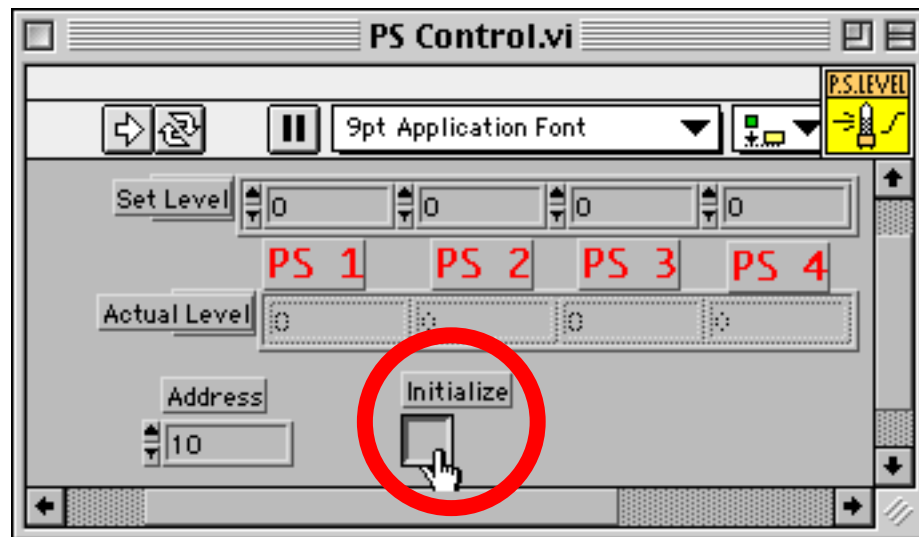 PS Control.vi
P.S.LEVEL
9pt Application Font
Set Level 0 0 0 0
PS 1 PS 2 PS 3 PS 4
Actual Level 0 0 0 0
Address Initialize
10